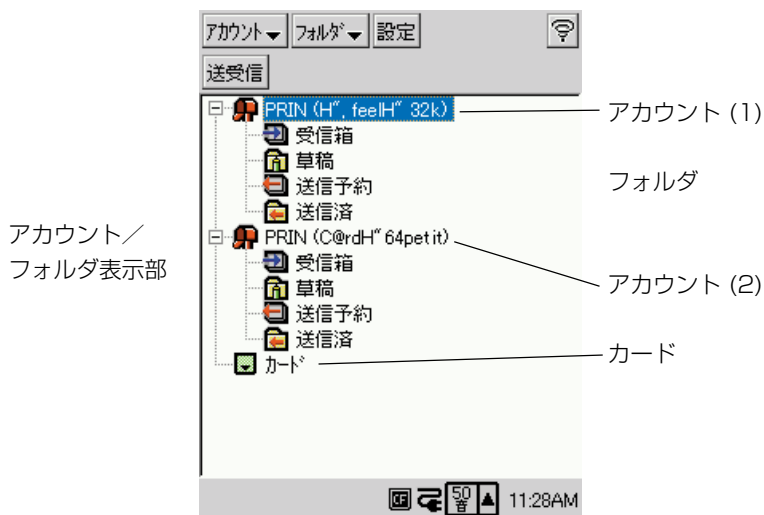 アカウント フォルダ 設定
送受信
PRIN (H", feelH" 32k)
アカウント (1)
受信箱
草稿
フォルダ
送信予約
送信済
アカウント／
フォルダ表示部
PRIN (C@rdH" 64petit)
受信箱
アカウント (2)
草稿
送信予約
送信済
カード
カード
50
音
11:28AM